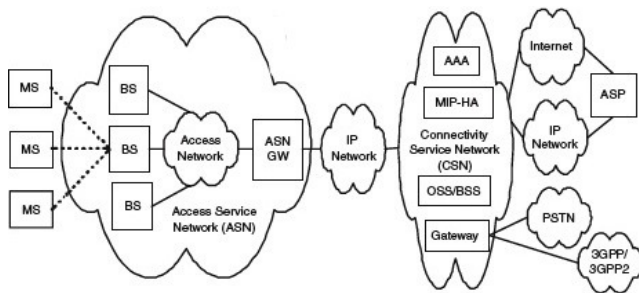 MS
MS
MS
BS
BS
BS
Access
Network
ASN
GW
Access Service
Network (ASN)
IP
Network
AAA
MIP-HA
Connectivity
Service Network
(CSN)
OSS/BSS
Gateway
Internet
IP
Network
ASP
PSTN
3GPP/
3GPP2